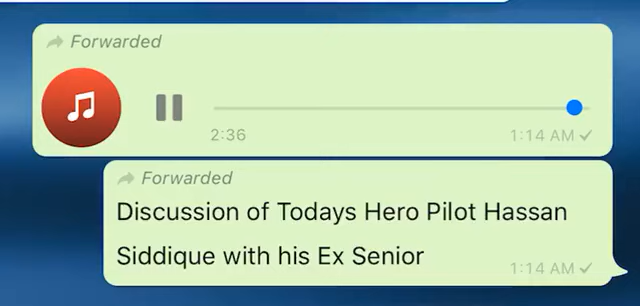 Forwarded
2:36
1:14 AM
Forwarded
Discussion of Todays Hero Pilot Hassan
Siddique with his Ex Senior
1:14 AM